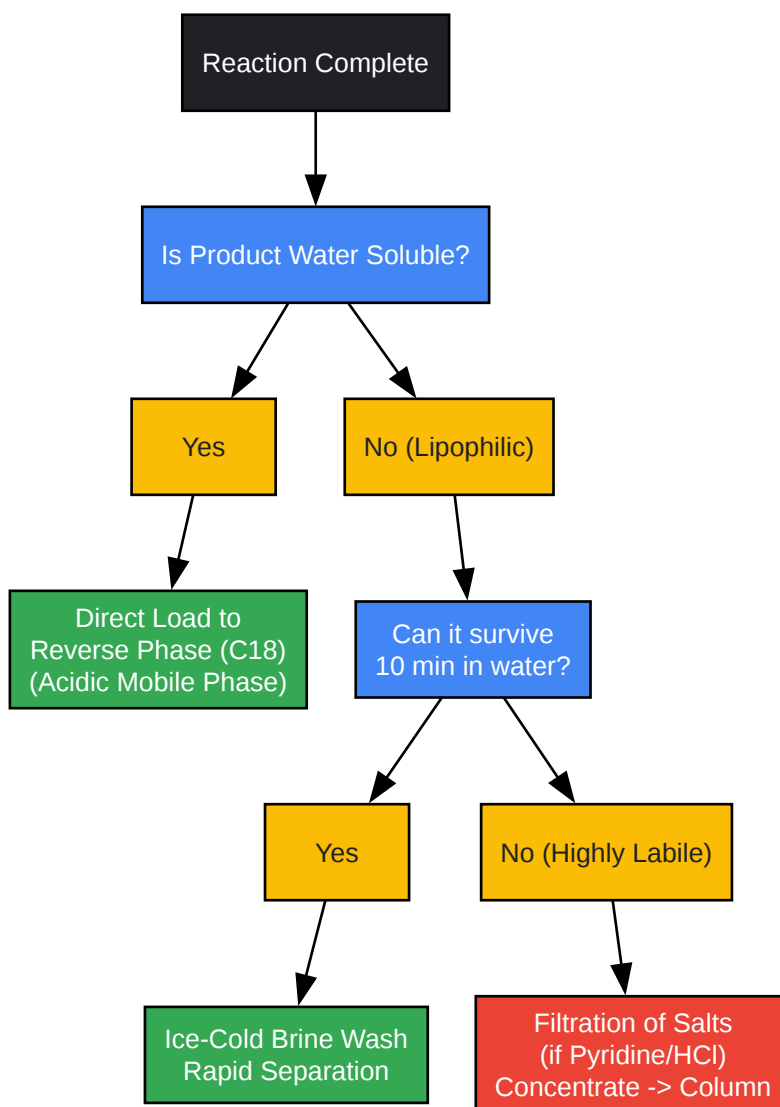 Reaction Complete
Is Product Water Soluble?
Yes
No (Lipophilic)
Direct Load to
Reverse Phase (C18)
(Acidic Mobile Phase)
Can it survive
10 min in water?
Yes
No (Highly Labile)
Ice-Cold Brine Wash
Rapid Separation
Filtration of Salts
(if Pyridine/HCl)
Concentrate -> Column